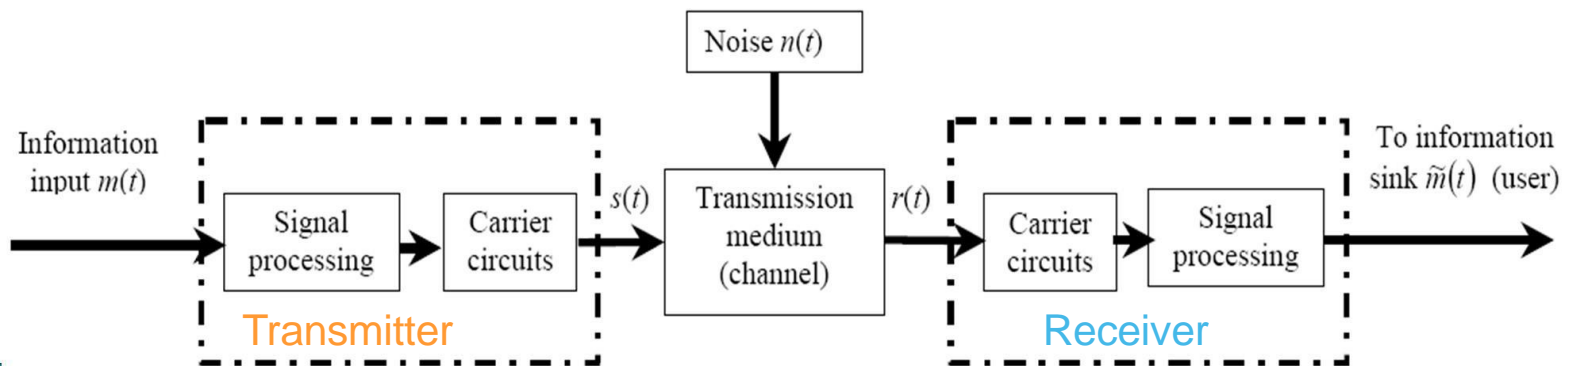 Noise n(t)
Information
input m(t)
Signal
processing
Carrier
circuits
Transmitter
s(t)
Transmission
medium
(channel)
r(t)
Carrier
circuits
Signal
processing
Receiver
To information
sink m̃(t) (user)